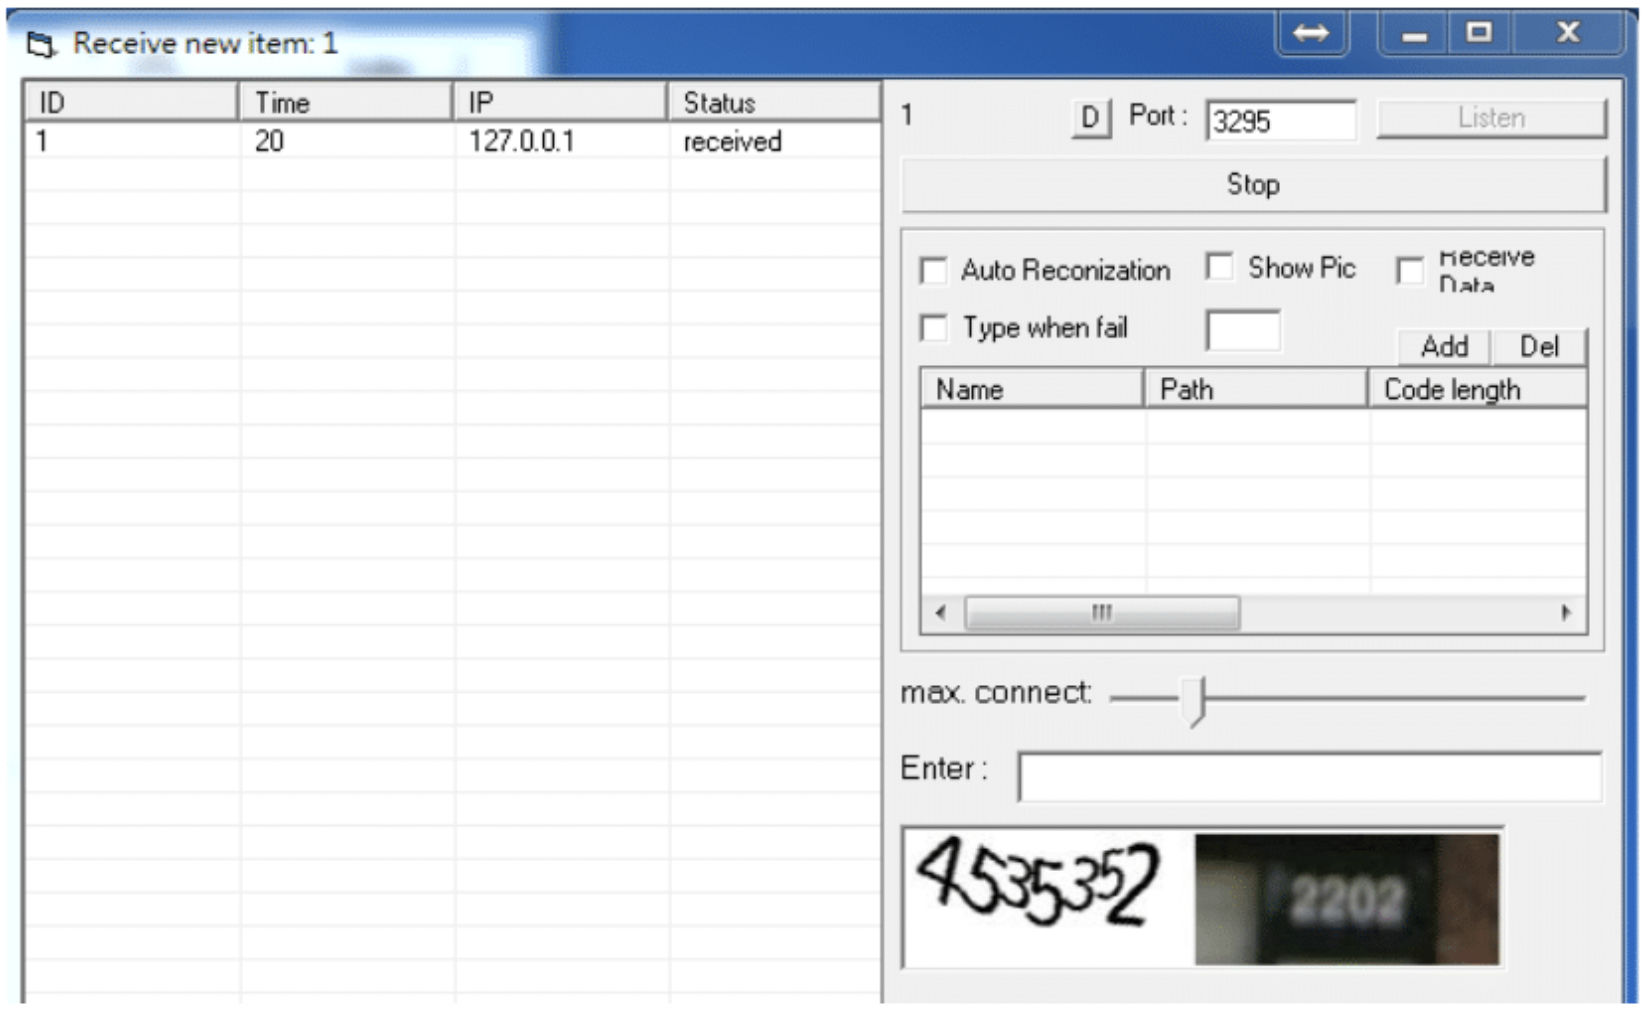 Receive new item: 1
ID Time IP Status
1 20 127.0.0.1 received
1 D Port : 3295 Listen
Stop
Auto Reconization Show Pic Receive
Data
Type when fail
Add Del
Name Path Code length
max. connect:
Enter :
4535352 2202